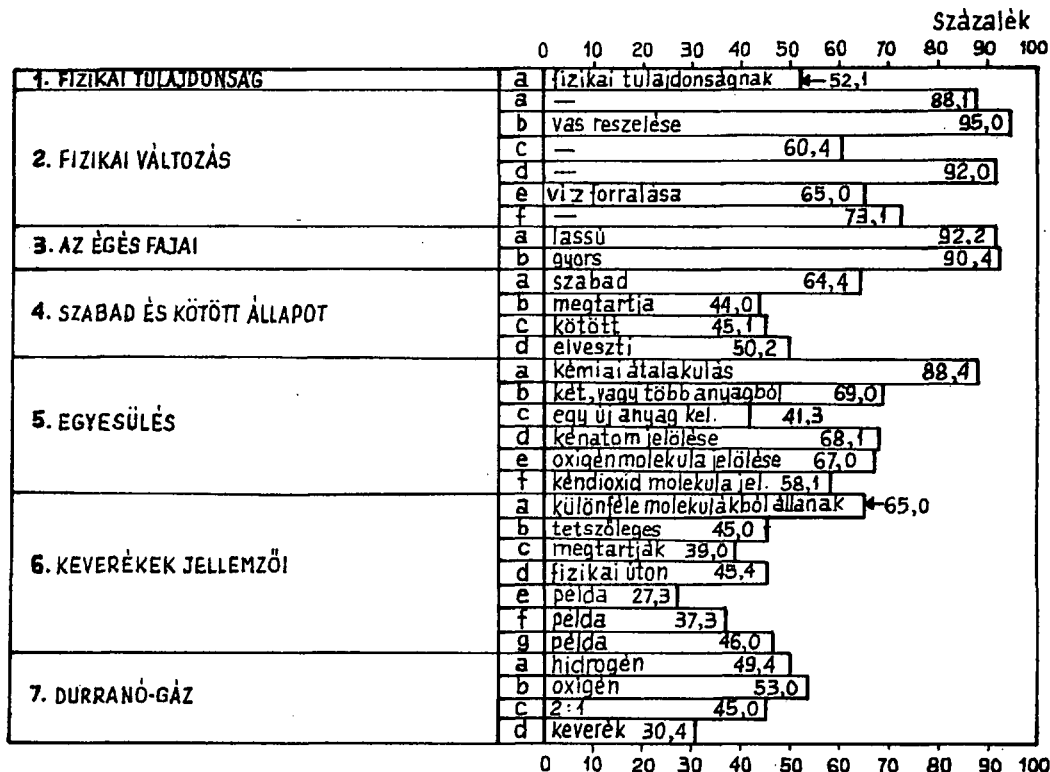 Százalék
0 10 20 30 40 50 60 70 80 90 100
1. FIZIKAI TULAJDONSÁG a fizikai tulajdonságnak 52,1
a — 88,1
b vas reszelése 95,0
2. FIZIKAI VÁLTOZÁS c — 60,4
d — 92,0
e víz forralása 65,0
f — 73,1
3. AZ ÉGÉS FAJAI a lassú 92,2
b gyors 90,4
a szabad 64,4
4. SZABAD ÉS KÖTÖTT ÁLLAPOT b megtartja 44,0
c kötött 45,1
d elveszti 50,2
a kémiai átalakulás 88,4
b két, vagy több anyagból 69,0
5. EGYESÜLÉS c egy új anyag kel. 41,3
d kénatom jelölése 68,1
e oxigénmolekula jelölése 67,0
f kéndioxid molekula jel. 58,1
a különféle molekulákból állanak 65,0
b tetszőleges 45,0
c megtartják 39,0
6. KEVERÉKEK JELLEMZŐI d fizikai úton 45,4
e példa 27,3
f példa 37,3
g példa 46,0
a hidrogén 49,4
7. DURRANÓ-GÁZ b oxigén 53,0
c 2:1 45,0
d keverék 30,4
0 10 20 30 40 50 60 70 80 90 100